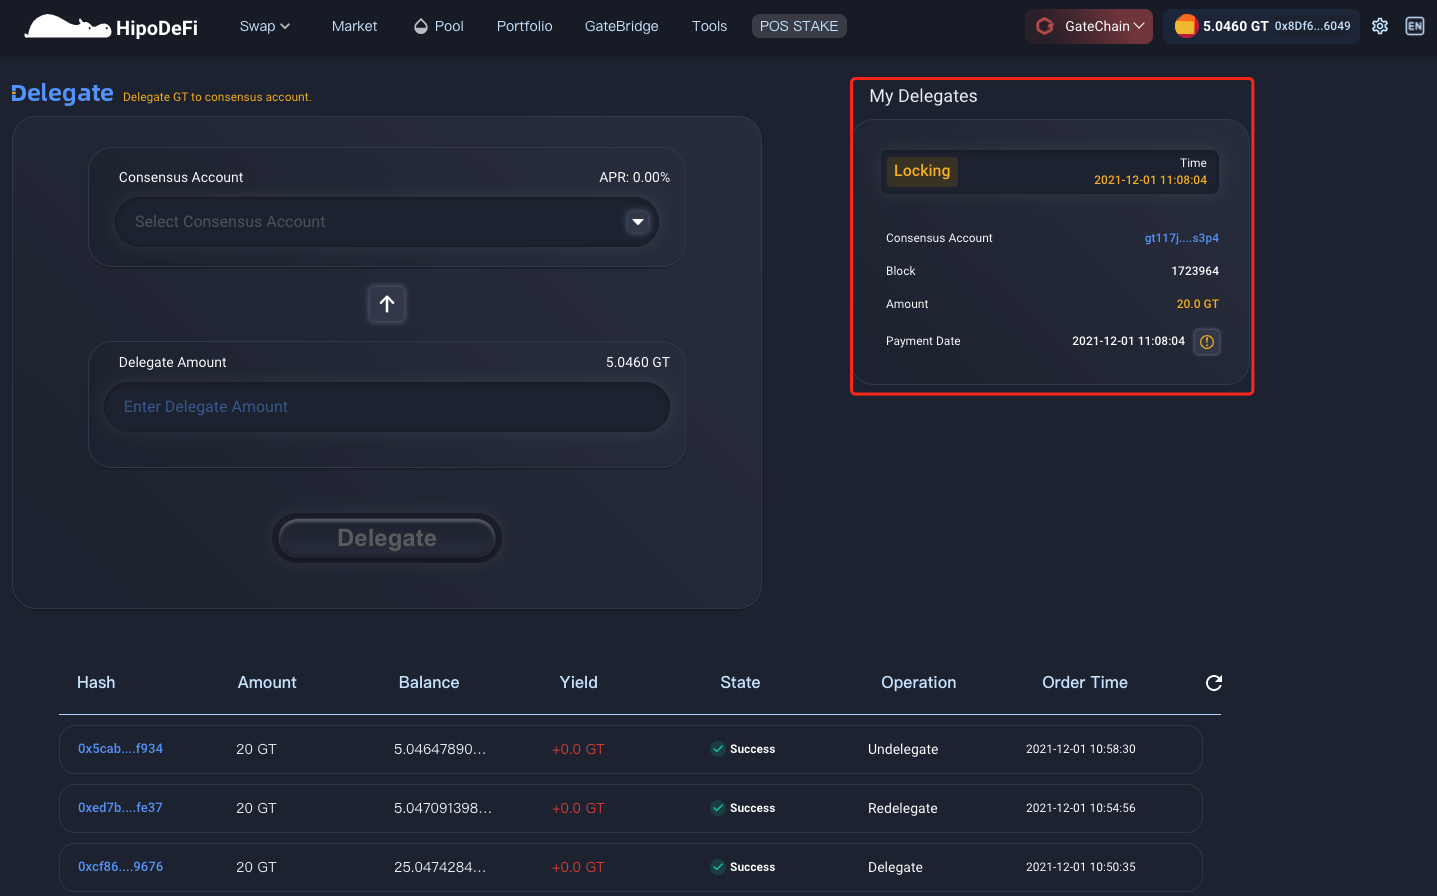 HipoDeFi Swap Market Pool Portfolio GateBridge Tools POS STAKE GateChain 5.0460 GT 0x8Df6...6049 EN
Delegate Delegate GT to consensus account.
Consensus Account APR: 0.00%
Select Consensus Account
Delegate Amount 5.0460 GT
Enter Delegate Amount
Delegate
My Delegates
Locking Time
2021-12-01 11:08:04
Consensus Account gt117j....s3p4
Block 1723964
Amount 20.0 GT
Payment Date 2021-12-01 11:08:04
Hash Amount Balance Yield State Operation Order Time
0x5cab....f934 20 GT 5.04647890... +0.0 GT Success Undelegate 2021-12-01 10:58:30
0xed7b....fe37 20 GT 5.047091398... +0.0 GT Success Redelegate 2021-12-01 10:54:56
0xcf86....9676 20 GT 25.0474284... +0.0 GT Success Delegate 2021-12-01 10:50:35